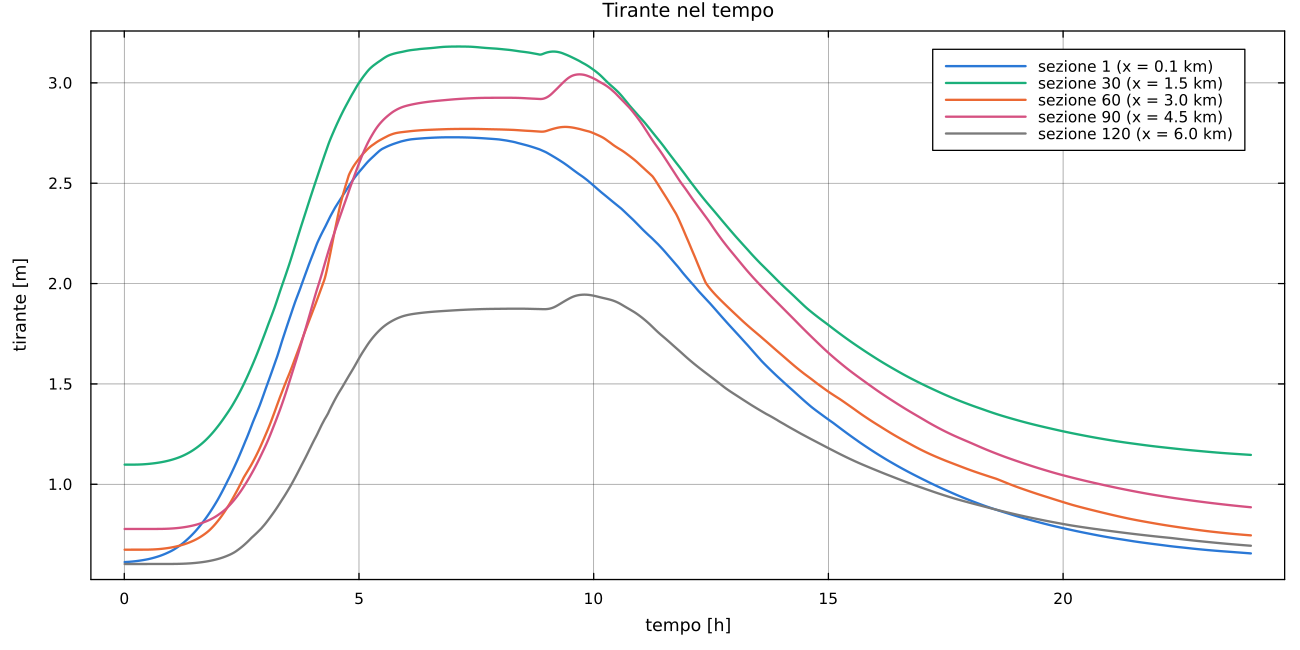 Tirante nel tempo
tirante [m]
3.0
2.5
2.0
1.5
1.0
sezione 1 (x = 0.1 km)
sezione 30 (x = 1.5 km)
sezione 60 (x = 3.0 km)
sezione 90 (x = 4.5 km)
sezione 120 (x = 6.0 km)
0 5 10 15 20
tempo [h]